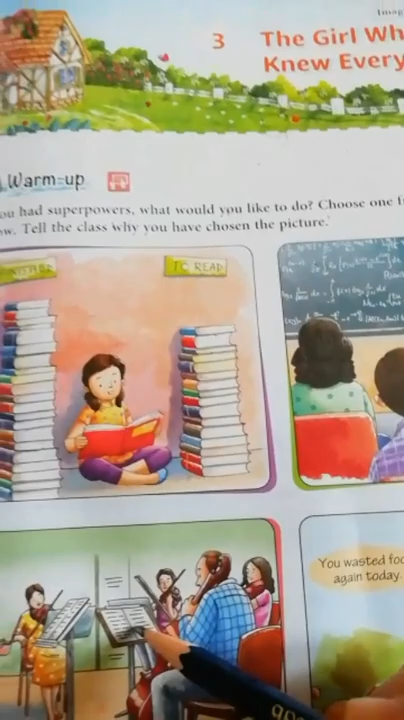 3 The Girl Wh
Knew Every
Warm-up
ou had superpowers, what would you like to do? Choose one f
ow. Tell the class why you have chosen the picture.
TO READ
You wasted foo
again today.